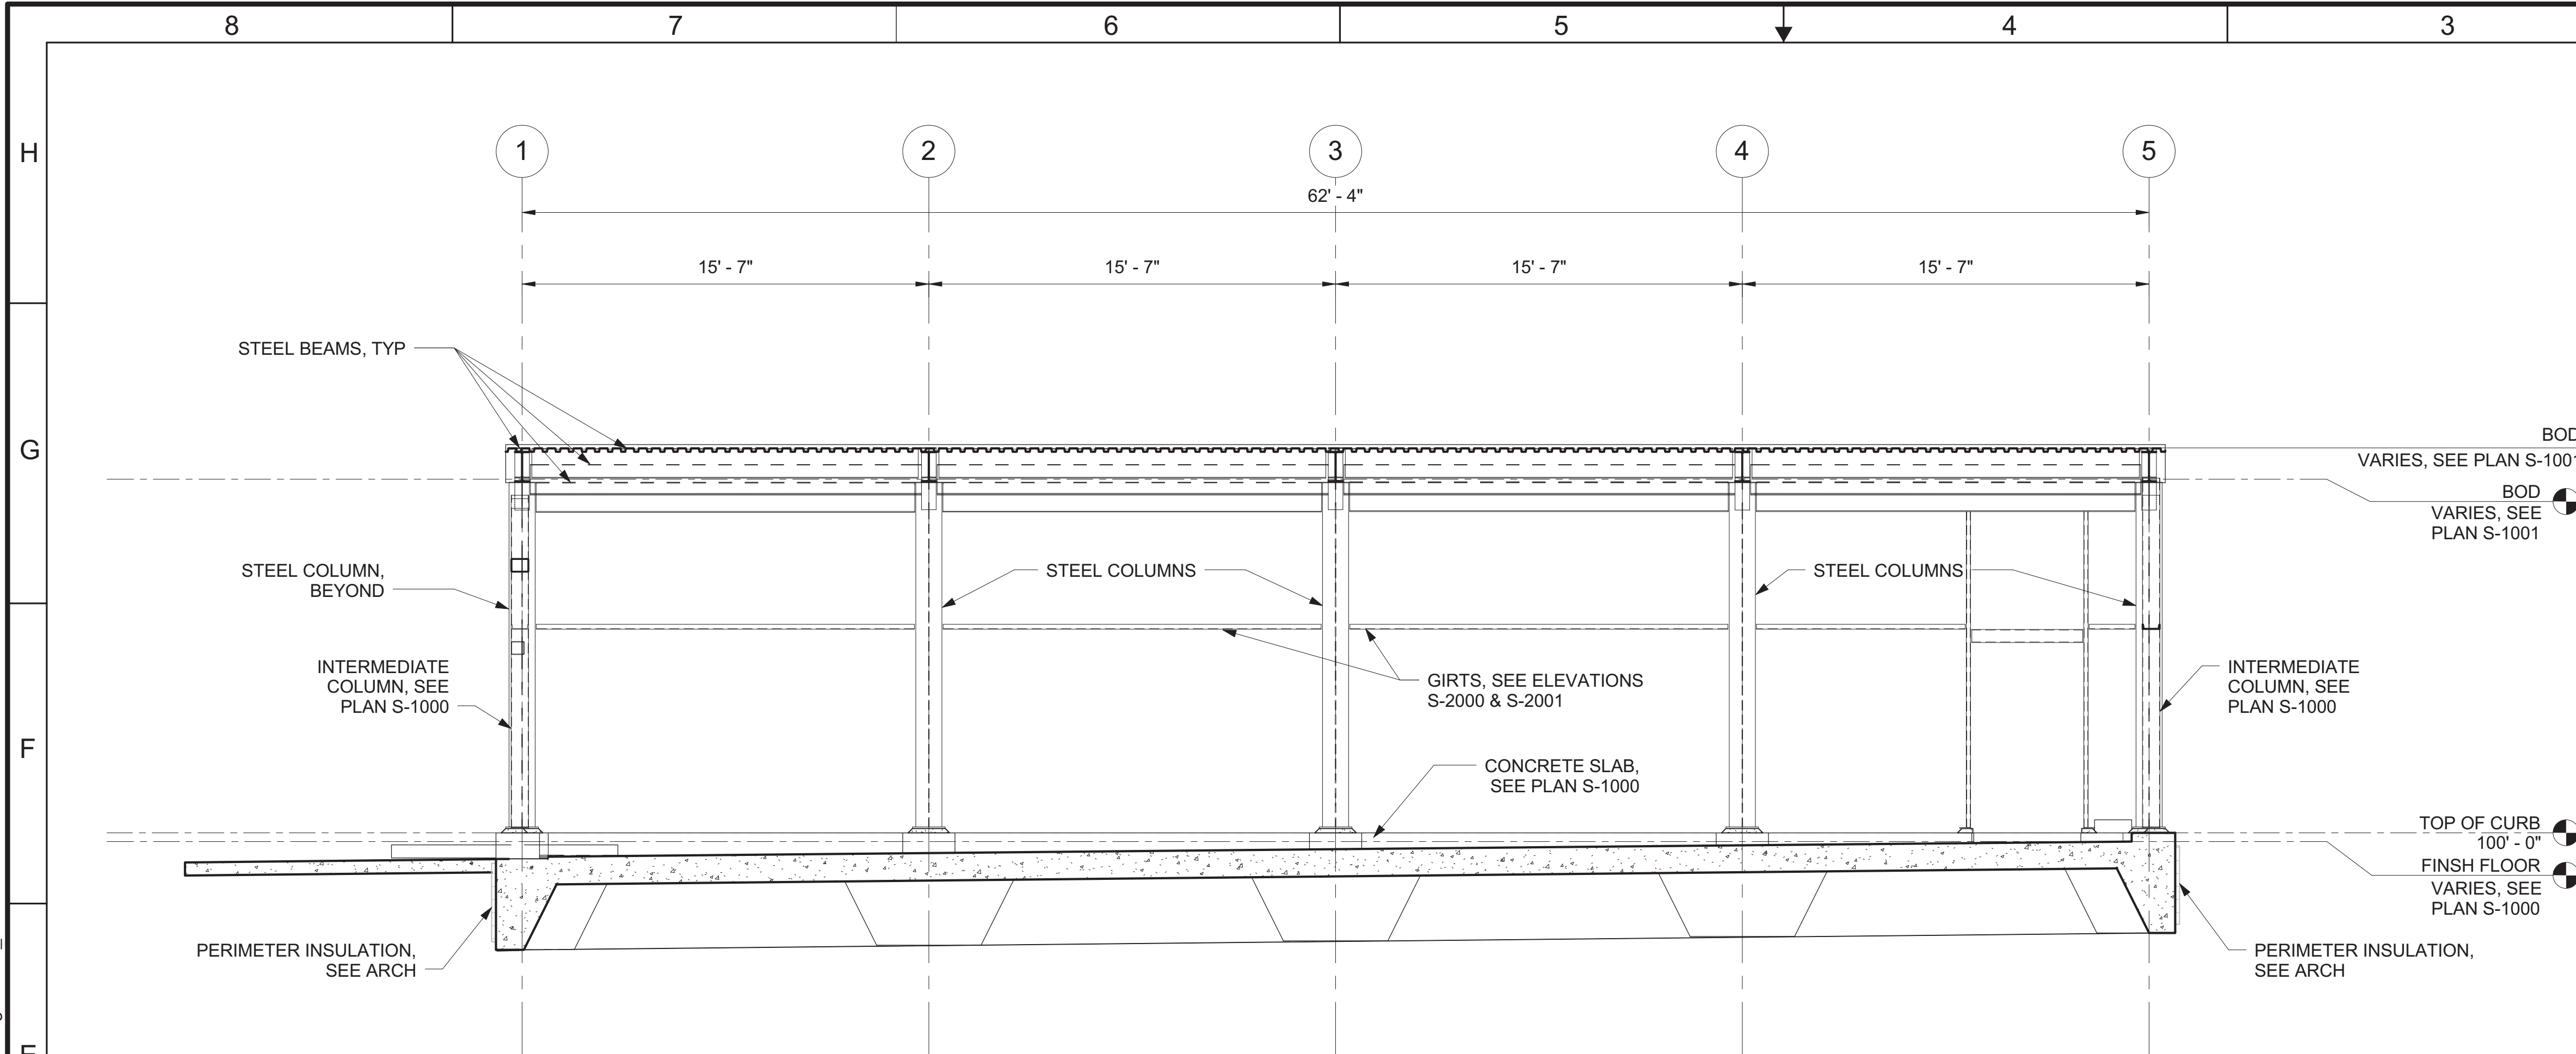 8
7
6
5
4
3
H
G
F
1
2
3
4
5
62' - 4"
15' - 7"
15' - 7"
15' - 7"
15' - 7"
STEEL BEAMS, TYP
BOD
VARIES, SEE PLAN S-1001
BOD
VARIES, SEE
PLAN S-1001
STEEL COLUMN,
BEYOND
STEEL COLUMNS
STEEL COLUMNS
INTERMEDIATE
COLUMN, SEE
PLAN S-1000
GIRTS, SEE ELEVATIONS
S-2000 & S-2001
INTERMEDIATE
COLUMN, SEE
PLAN S-1000
CONCRETE SLAB,
SEE PLAN S-1000
TOP OF CURB
100' - 0"
FINSH FLOOR
VARIES, SEE
PLAN S-1000
PERIMETER INSULATION,
SEE ARCH
PERIMETER INSULATION,
SEE ARCH